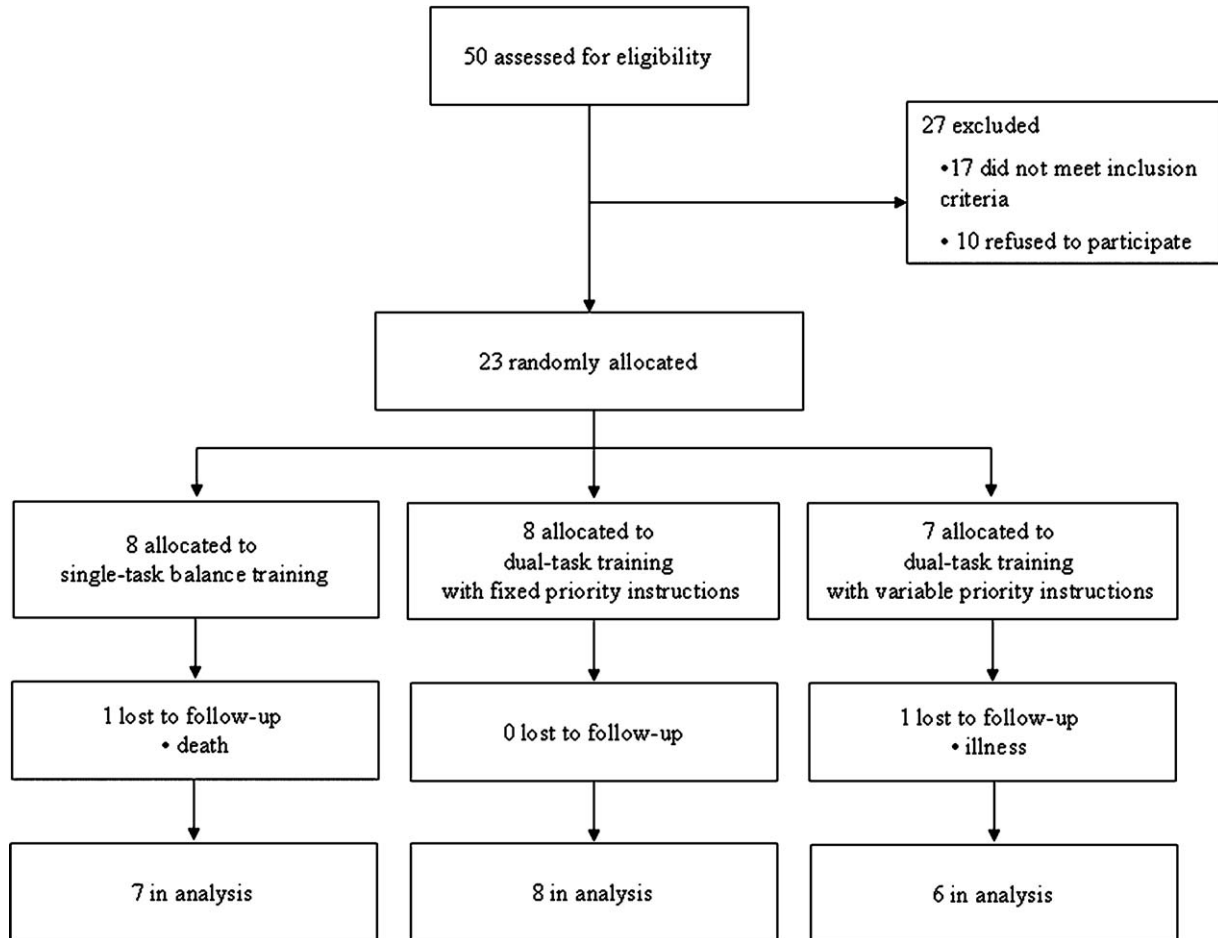 50 assessed for eligibility
27 excluded
•17 did not meet inclusion
criteria
• 10 refused to participate
23 randomly allocated
8 allocated to
single-task balance training
8 allocated to
dual-task training
with fixed priority instructions
7 allocated to
dual-task training
with variable priority instructions
1 lost to follow-up
• death
0 lost to follow-up
1 lost to follow-up
• illness
7 in analysis
8 in analysis
6 in analysis